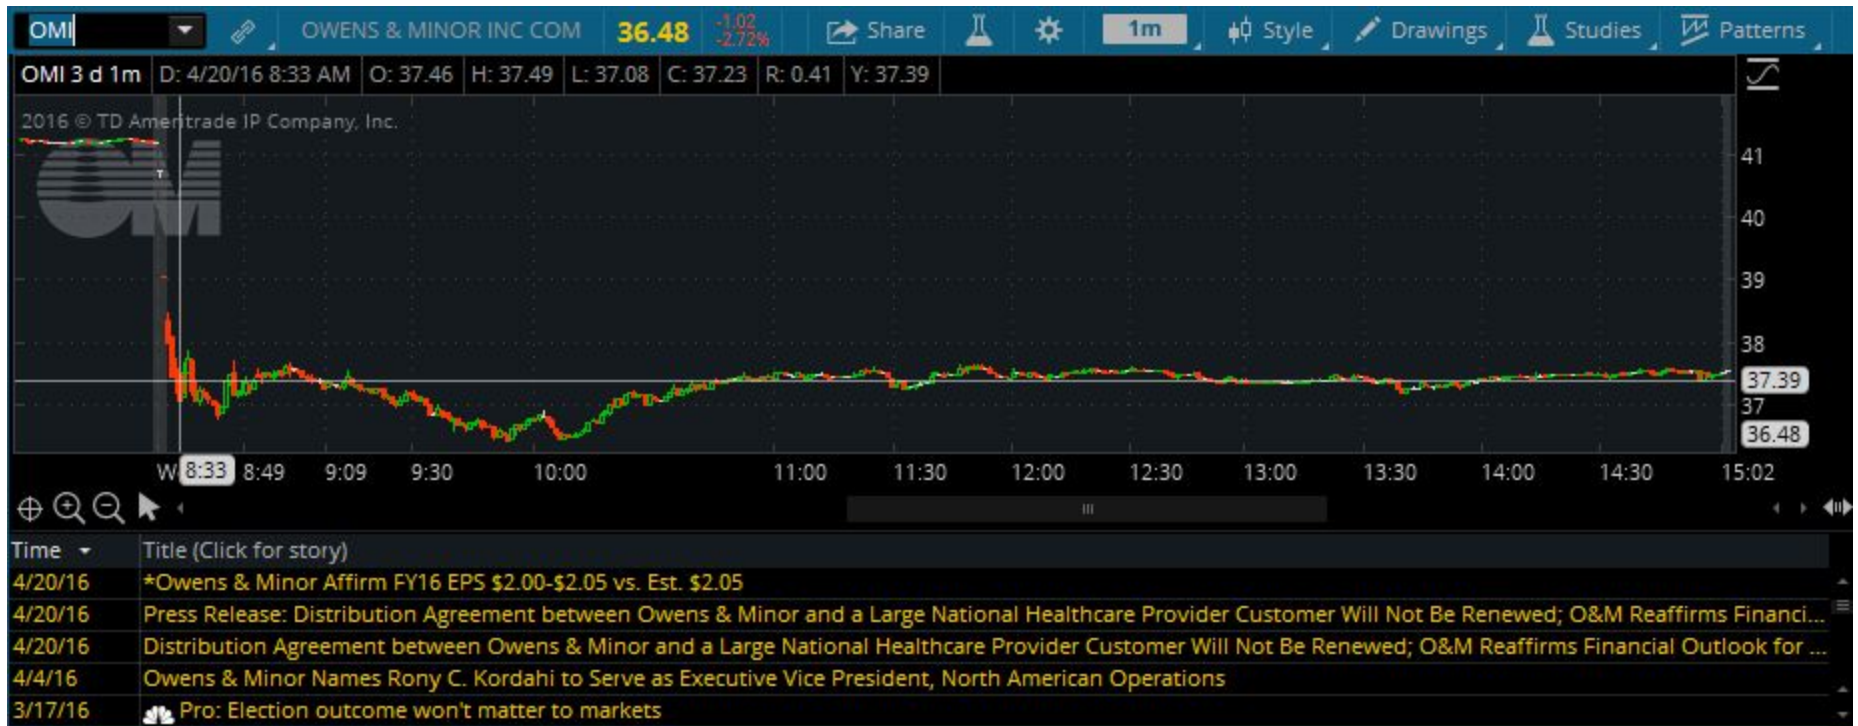 OMI OWENS & MINOR INC COM 36.48 -1.02 -2.72% Share 1m Style Drawings Studies Patterns
OMI 3 d 1m D: 4/20/16 8:33 AM O: 37.46 H: 37.49 L: 37.08 C: 37.23 R: 0.41 Y: 37.39
2016 © TD Ameritrade IP Company, Inc.
OM
T
41
40
39
38
37.39
37
36.48
W 8:33 8:49 9:09 9:30 10:00 11:00 11:30 12:00 12:30 13:00 13:30 14:00 14:30 15:02
Time Title (Click for story)
4/20/16 *Owens & Minor Affirm FY16 EPS $2.00-$2.05 vs. Est. $2.05
4/20/16 Press Release: Distribution Agreement between Owens & Minor and a Large National Healthcare Provider Customer Will Not Be Renewed; O&M Reaffirms Financi...
4/20/16 Distribution Agreement between Owens & Minor and a Large National Healthcare Provider Customer Will Not Be Renewed; O&M Reaffirms Financial Outlook for ...
4/4/16 Owens & Minor Names Rony C. Kordahi to Serve as Executive Vice President, North American Operations
3/17/16 Pro: Election outcome won't matter to markets